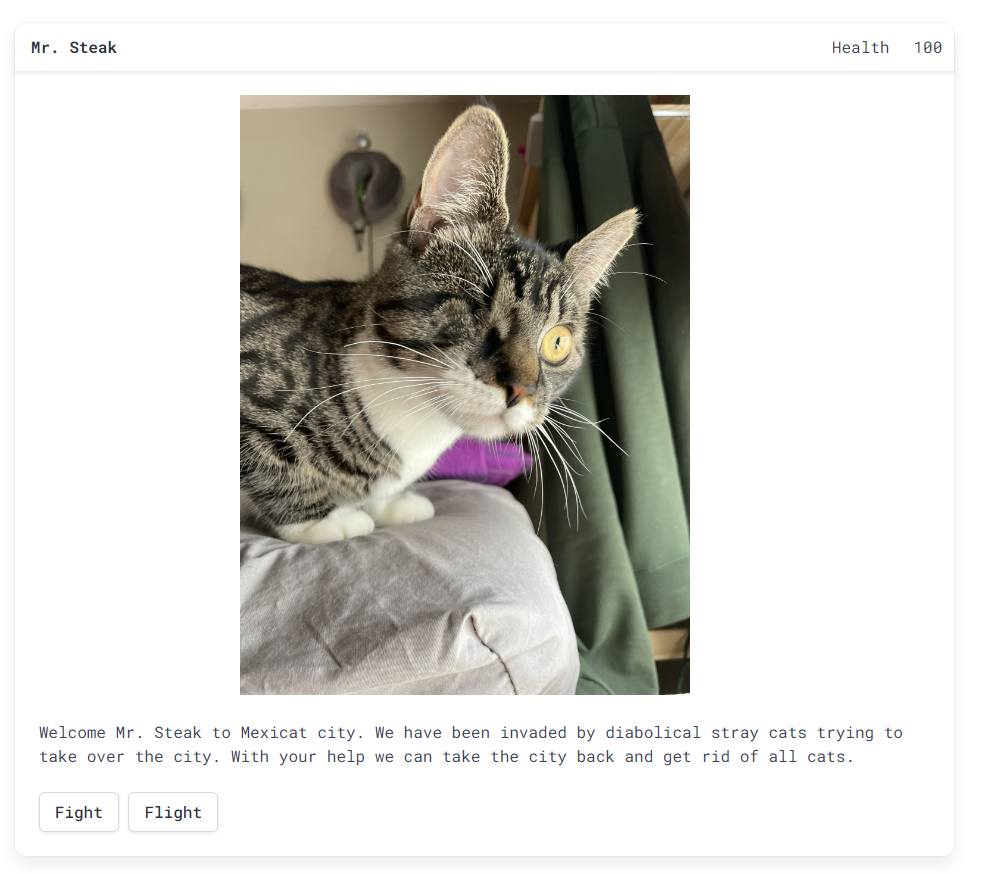 Mr. Steak
Health 100
Welcome Mr. Steak to Mexicat city. We have been invaded by diabolical stray cats trying to
take over the city. With your help we can take the city back and get rid of all cats.
Fight Flight